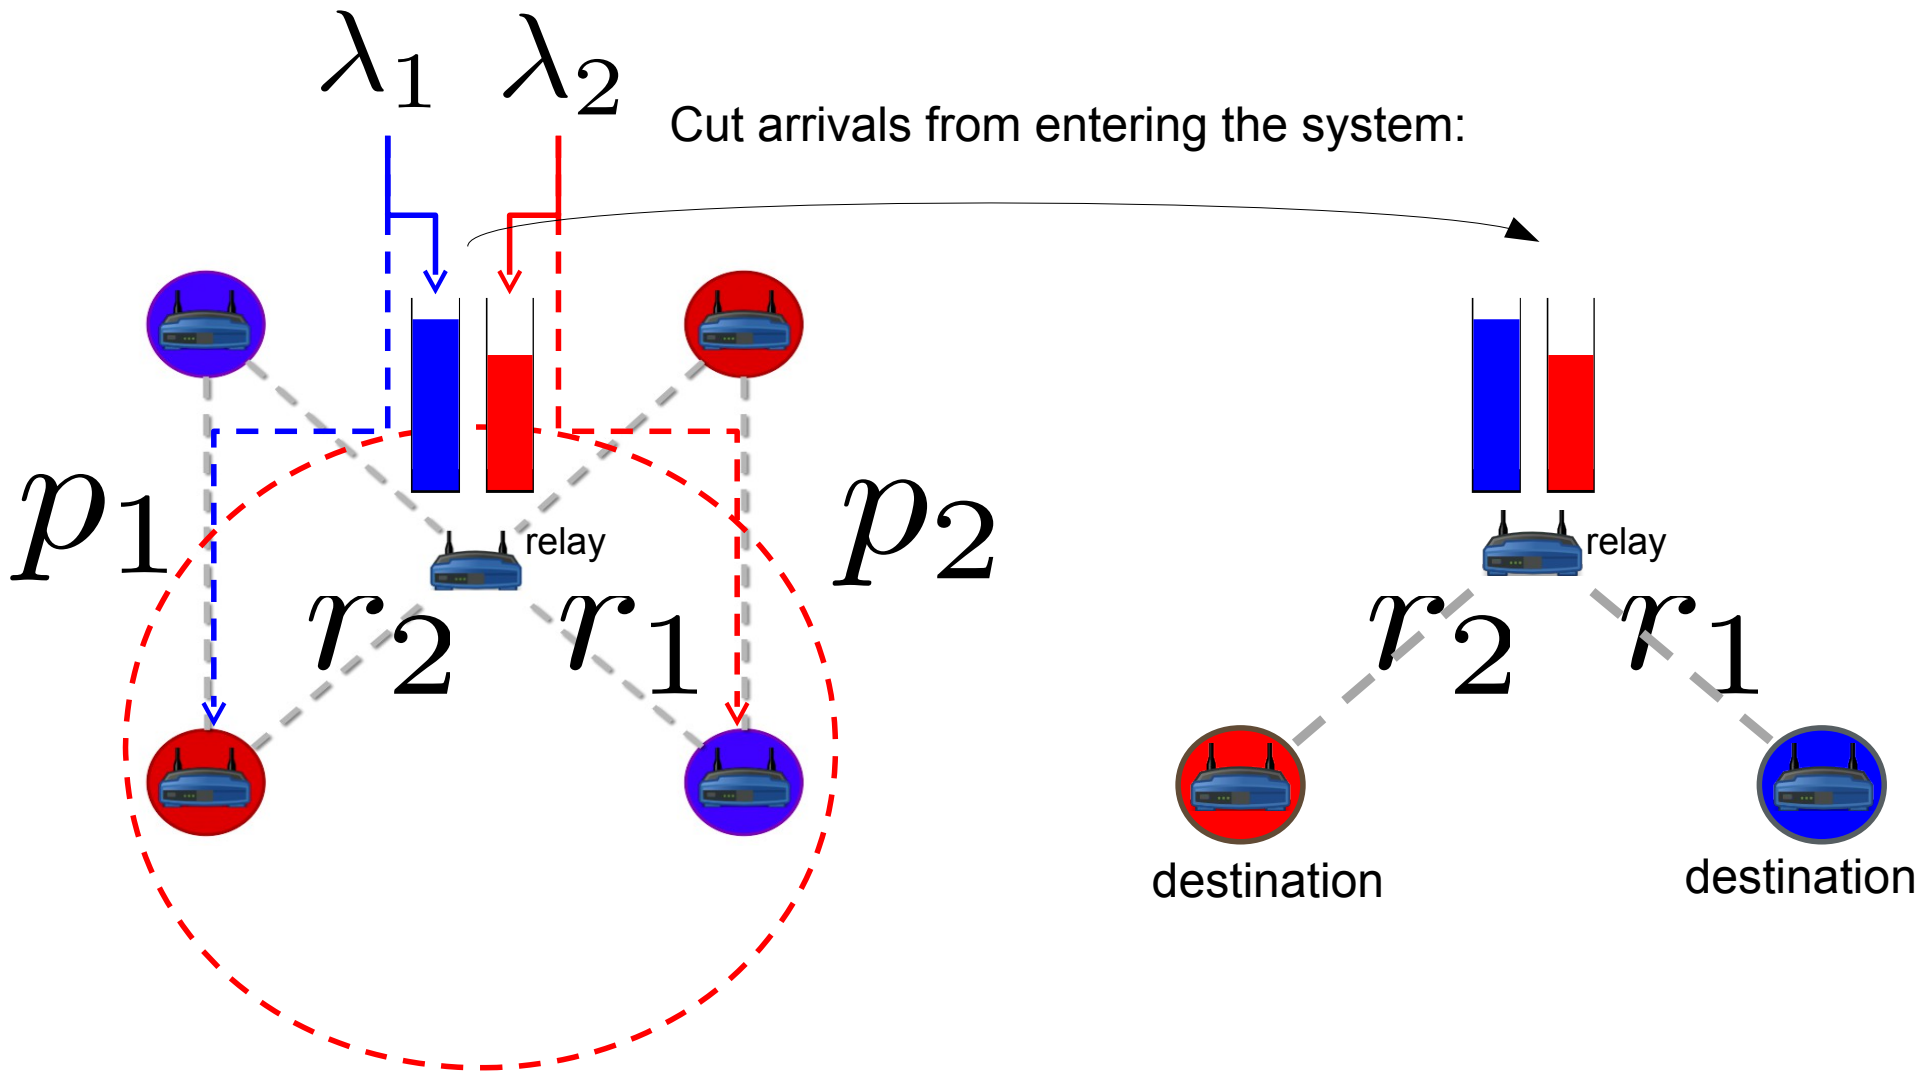 λ1 λ2
Cut arrivals from entering the system:
p1 relay p2 relay
r2 r1 r2 r1
destination destination